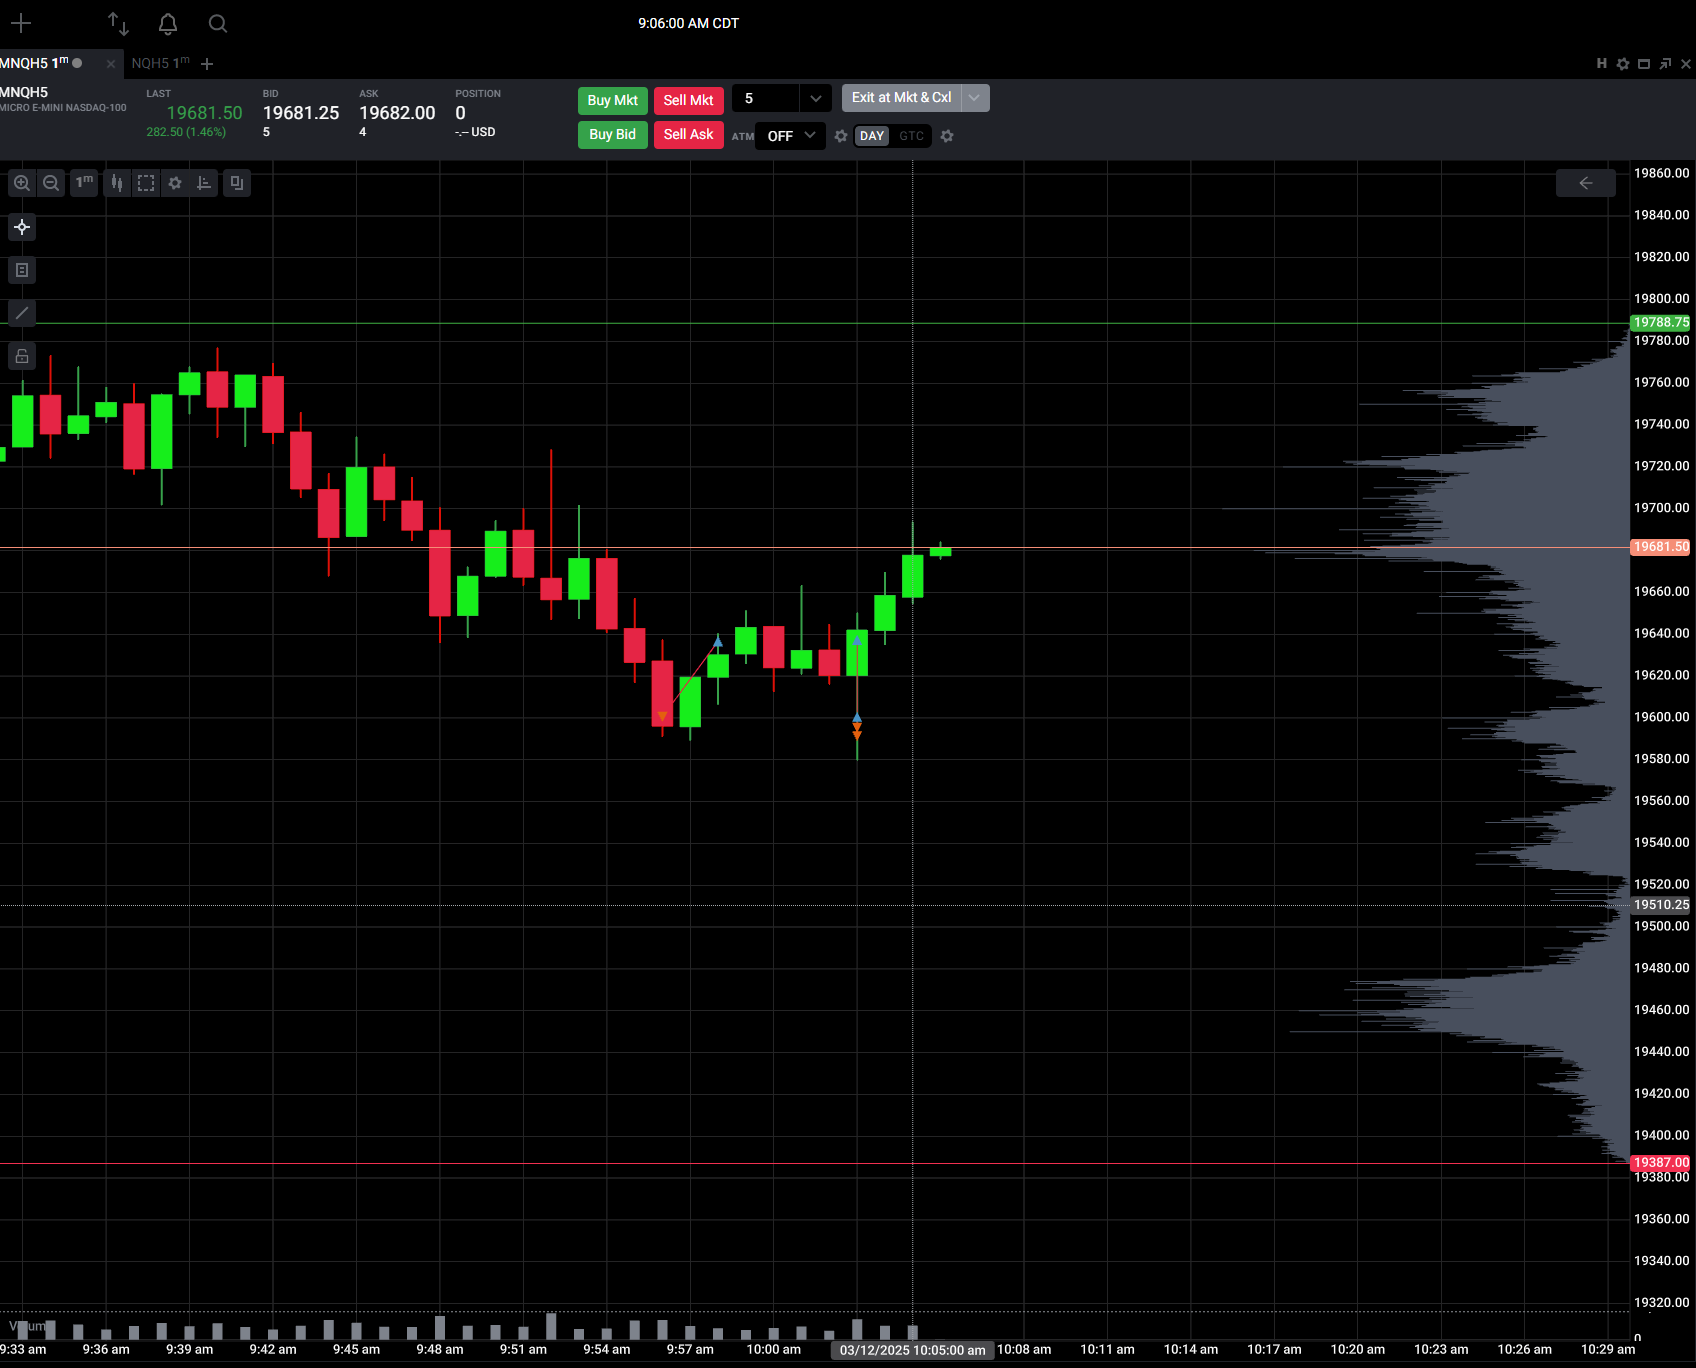 9:06:00 AM CDT
MNQH5 1m
NQH5 1m
H
MNQH5
MICRO E-MINI NASDAQ-100
LAST
19681.50
282.50 (1.46%)
BID
19681.25
5
ASK
19682.00
4
POSITION
0
-.-- USD
Buy Mkt
Sell Mkt
5
Exit at Mkt & Cxl
Buy Bid
Sell Ask
ATM
OFF
DAY
GTC
1m
19860.00
19840.00
19820.00
19800.00
19788.75
19780.00
19760.00
19740.00
19720.00
19700.00
19681.50
19660.00
19640.00
19620.00
19600.00
19580.00
19560.00
19540.00
19520.00
19510.25
19500.00
19480.00
19460.00
19440.00
19420.00
19400.00
19387.00
19380.00
19360.00
19340.00
19320.00
Volum
0
9:33 am
9:36 am
9:39 am
9:42 am
9:45 am
9:48 am
9:51 am
9:54 am
9:57 am
10:00 am
03/12/2025 10:05:00 am
10:08 am
10:11 am
10:14 am
10:17 am
10:20 am
10:23 am
10:26 am
10:29 am